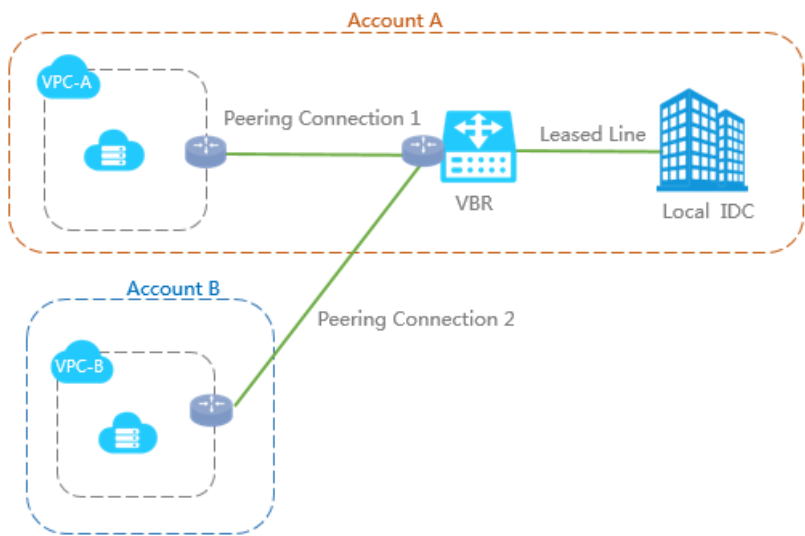 Account A
VPC-A
Peering Connection 1
Leased Line
VBR
Local IDC
Account B
Peering Connection 2
VPC-B